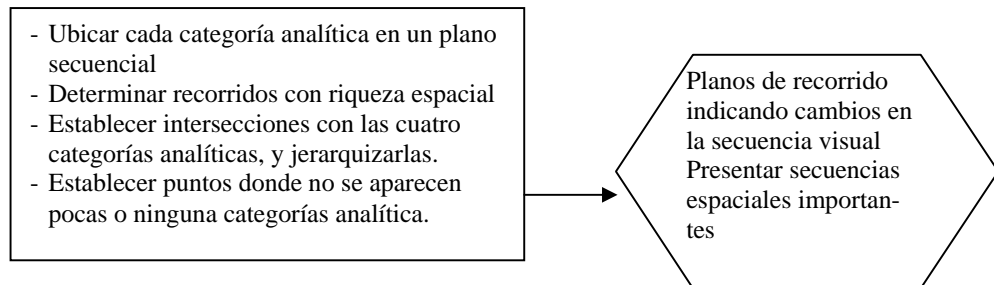 - Ubicar cada categoría analítica en un plano
secuencial
- Determinar recorridos con riqueza espacial
- Establecer intersecciones con las cuatro
categorías analíticas, y jerarquizarlas.
- Establecer puntos donde no se aparecen
pocas o ninguna categorías analítica.
Planos de recorrido
indicando cambios en
la secuencia visual
Presentar secuencias
espaciales importan-
tes